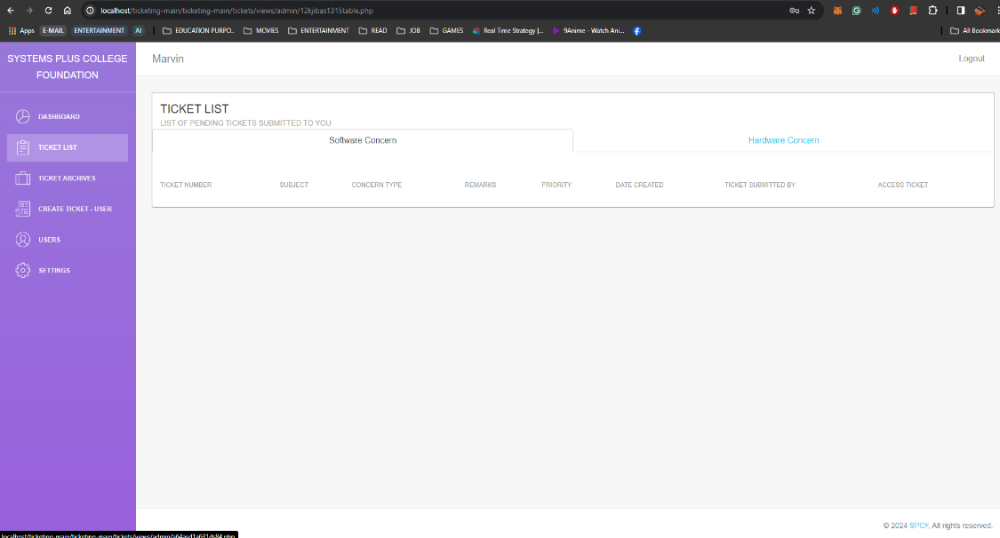 localhost/ticketing-main/ticketing-main/tickets/views/admin/12kjibas1315table.php
Apps E-MAIL ENTERTAINMENT AI EDUCATION PURPO.. MOVIES ENTERTAINMENT READ JOB GAMES Real Time Strategy |... 9Anime - Watch Ani... All Bookmark
SYSTEMS PLUS COLLEGE
FOUNDATION
Marvin
Logout
DASHBOARD
TICKET LIST
TICKET ARCHIVES
CREATE TICKET - USER
USERS
SETTINGS
TICKET LIST
LIST OF PENDING TICKETS SUBMITTED TO YOU
Software Concern Hardware Concern
TICKET NUMBER SUBJECT CONCERN TYPE REMARKS PRIORITY DATE CREATED TICKET SUBMITTED BY ACCESS TICKET
© 2024 SPCF, All rights reserved.
localhost/ticketing-main/ticketing-main/tickets/views/admin/a64asd1a631ds84.php